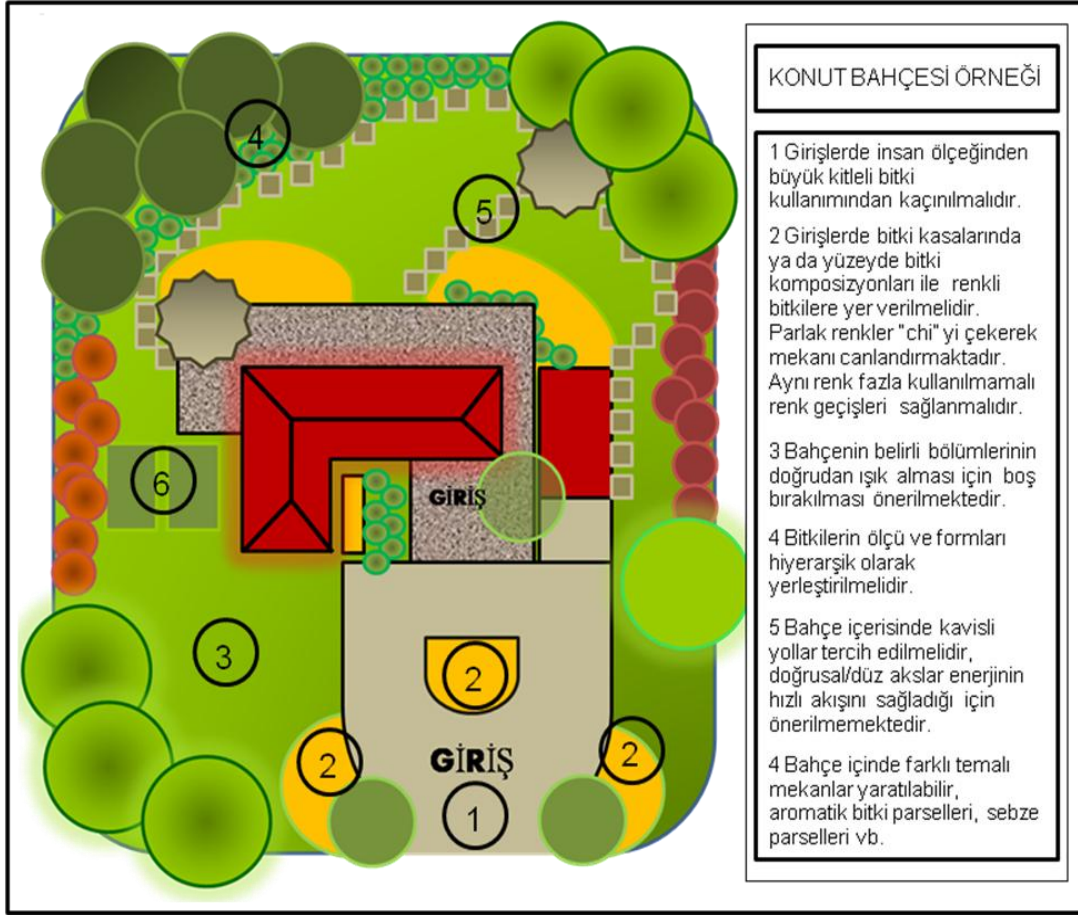 KONUT BAHÇESİ ÖRNEĞİ
1 Girişlerde insan ölçeğinden
büyük kitleli bitki
kullanımından kaçınılmalıdır.
2 Girişlerde bitki kasalarında
ya da yüzeyde bitki
kompozisyonları ile renkli
bitkilere yer verilmelidir.
Parlak renkler "chi" yi çekerek
mekanı canlandırmaktadır.
Aynı renk fazla kullanılmamalı
renk geçişleri sağlanmalıdır.
3 Bahçenin belirli bölümlerinin
doğrudan ışık alması için boş
bırakılması önerilmektedir.
4 Bitkilerin ölçü ve formları
hiyerarşik olarak
yerleştirilmelidir.
5 Bahçe içerisinde kavisli
yollar tercih edilmelidir,
doğrusal/düz akslar enerjinin
hızlı akışını sağladığı için
önerilmemektedir.
4 Bahçe içinde farklı temalı
mekanlar yaratılabilir,
aromatik bitki parselleri, sebze
parselleri vb.
4
5
6
GİRİŞ
3
2
2
2
GİRİŞ
1